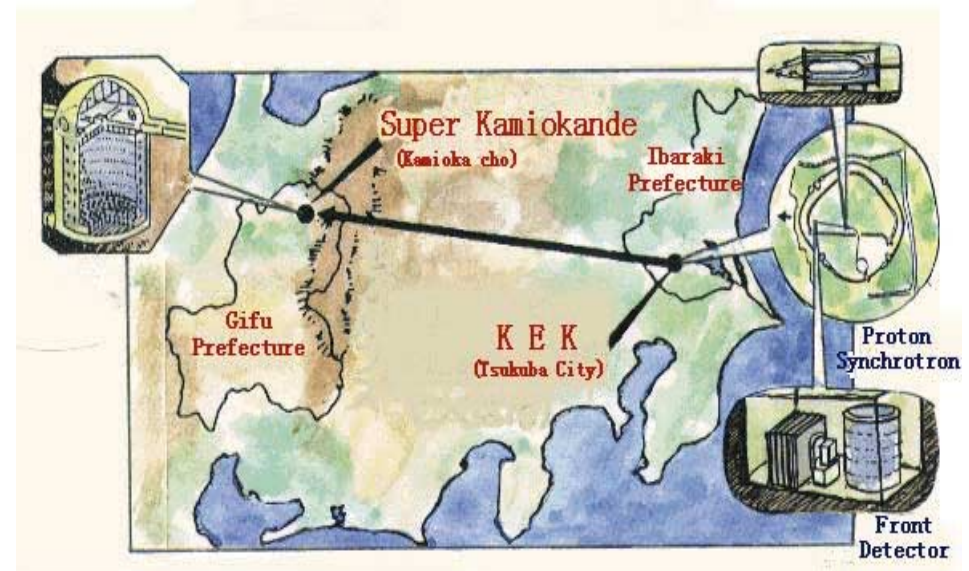 Super Kamiokande
(Kamioka cho)
Ibaraki
Prefecture
Gifu
Prefecture
K E K
(Tsukuba City)
Proton
Synchrotron
Front
Detector